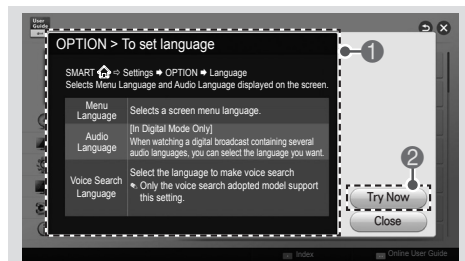 User
Guide
OPTION > To set language
1
SMART ⇨ Settings ➡ OPTION ➡ Language
Selects Menu Language and Audio Language displayed on the screen.
Menu
Language
Selects a screen menu language.
Audio
Language
[In Digital Mode Only]
When watching a digital broadcast containing several
audio languages, you can select the language you want.
Voice Search
Language
Select the language to make voice search
Only the voice search adopted model support
this setting.
2
Try Now
Close
Index
Online User Guide